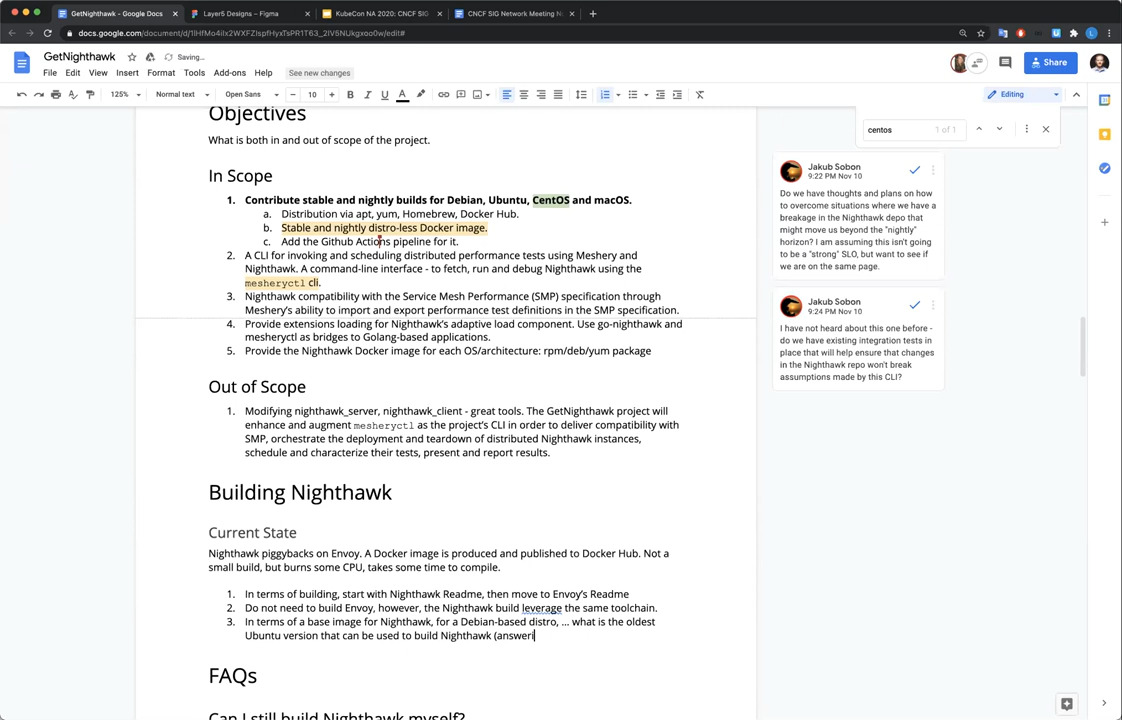 GetNighthawk - Google Docs
Layer5 Designs – Figma
KubeCon NA 2020: CNCF SIG
CNCF SIG Network Meeting N
docs.google.com
GetNighthawk
Saving...
File Edit View Insert Format Tools Add-ons Help See new changes
Share
125% Normal text Open Sans 10 B I U A
Editing
centos 1 of 1
Objectives
What is both in and out of scope of the project.
In Scope
1. Contribute stable and nightly builds for Debian, Ubuntu, CentOS and macOS.
a. Distribution via apt, yum, Homebrew, Docker Hub.
b. Stable and nightly distro-less Docker image.
c. Add the Github Actions pipeline for it.
2. A CLI for invoking and scheduling distributed performance tests using Meshery and
Nighthawk. A command-line interface - to fetch, run and debug Nighthawk using the
mesheryctl cli.
3. Nighthawk compatibility with the Service Mesh Performance (SMP) specification through
Meshery's ability to import and export performance test definitions in the SMP specification.
4. Provide extensions loading for Nighthawk's adaptive load component. Use go-nighthawk and
mesheryctl as bridges to Golang-based applications.
5. Provide the Nighthawk Docker image for each OS/architecture: rpm/deb/yum package
Out of Scope
1. Modifying nighthawk_server, nighthawk_client - great tools. The GetNighthawk project will
enhance and augment mesheryctl as the project's CLI in order to deliver compatibility with
SMP, orchestrate the deployment and teardown of distributed Nighthawk instances,
schedule and characterize their tests, present and report results.
Building Nighthawk
Current State
Nighthawk piggybacks on Envoy. A Docker image is produced and published to Docker Hub. Not a
small build, but burns some CPU, takes some time to compile.
1. In terms of building, start with Nighthawk Readme, then move to Envoy's Readme
2. Do not need to build Envoy, however, the Nighthawk build leverage the same toolchain.
3. In terms of a base image for Nighthawk, for a Debian-based distro, ... what is the oldest
Ubuntu version that can be used to build Nighthawk (answeri
FAQs
Can I still build Nighthawk myself?
Jakub Sobon
9:22 PM Nov 10
Do we have thoughts and plans on how
to overcome situations where we have a
breakage in the Nighthawk depo that
might move us beyond the "nightly"
horizon? I am assuming this isn't going
to be a "strong" SLO, but want to see if
we are on the same page.
Jakub Sobon
9:24 PM Nov 10
I have not heard about this one before -
do we have existing integration tests in
place that will help ensure that changes
in the Nighthawk repo won't break
assumptions made by this CLI?